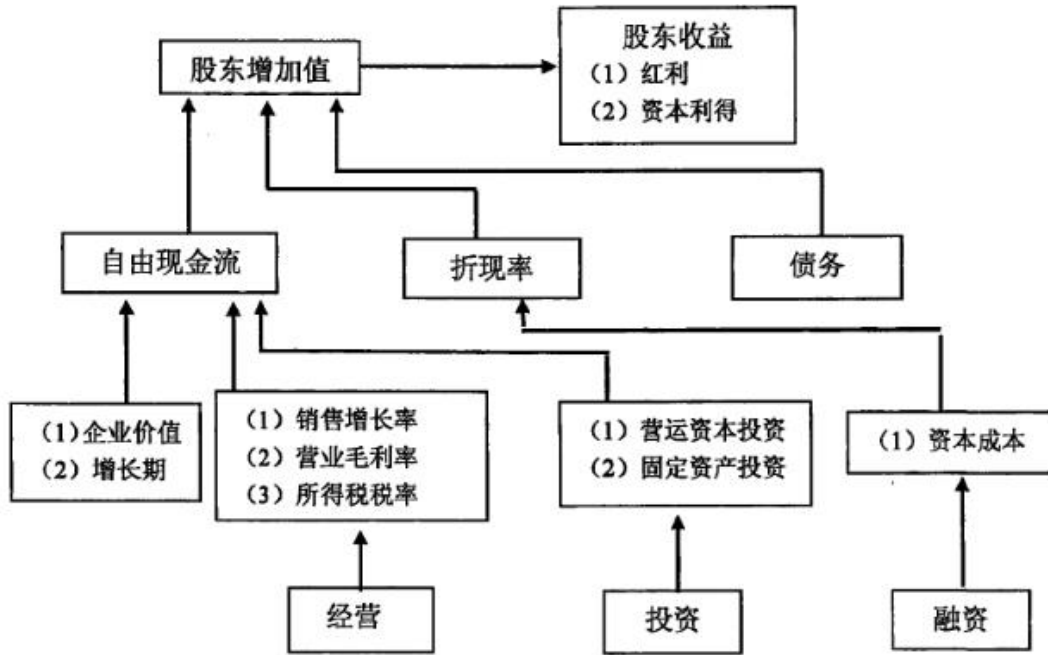 股东增加值
股东收益
（1）红利
（2）资本利得
自由现金流
折现率
债务
（1）企业价值
（2）增长期
（1）销售增长率
（2）营业毛利率
（3）所得税税率
（1）营运资本投资
（2）固定资产投资
（1）资本成本
经营
投资
融资